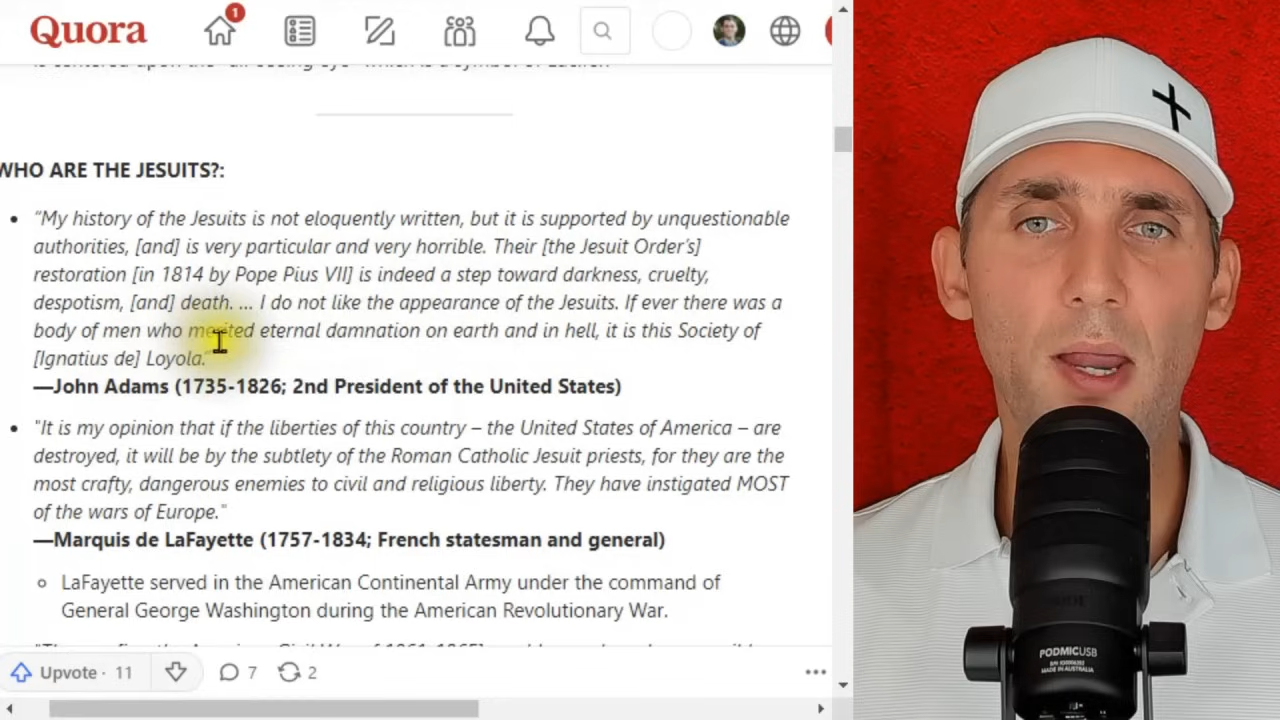 Quora
1
WHO ARE THE JESUITS?:
• “My history of the Jesuits is not eloquently written, but it is supported by unquestionable
authorities, [and] is very particular and very horrible. Their [the Jesuit Order’s]
restoration [in 1814 by Pope Pius VII] is indeed a step toward darkness, cruelty,
despotism, [and] death. ... I do not like the appearance of the Jesuits. If ever there was a
body of men who merited eternal damnation on earth and in hell, it is this Society of
[Ignatius de] Loyola.”
—John Adams (1735-1826; 2nd President of the United States)
• "It is my opinion that if the liberties of this country – the United States of America – are
destroyed, it will be by the subtlety of the Roman Catholic Jesuit priests, for they are the
most crafty, dangerous enemies to civil and religious liberty. They have instigated MOST
of the wars of Europe."
—Marquis de LaFayette (1757-1834; French statesman and general)
LaFayette served in the American Continental Army under the command of
General George Washington during the American Revolutionary War.
Upvote · 11
7
2
PODMICUSB
MADE IN AUSTRALIA